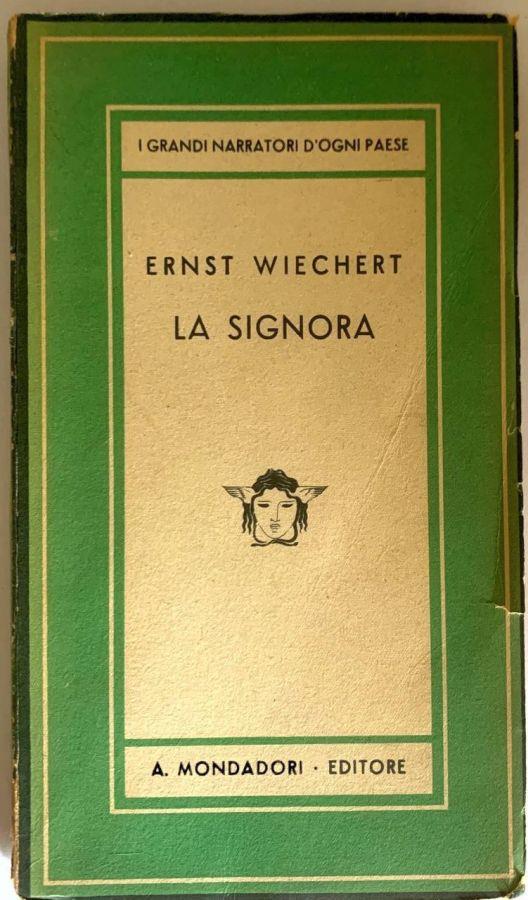 I GRANDI NARRATORI D'OGNI PAESE
ERNST WIECHERT
LA SIGNORA
A. MONDADORI · EDITORE